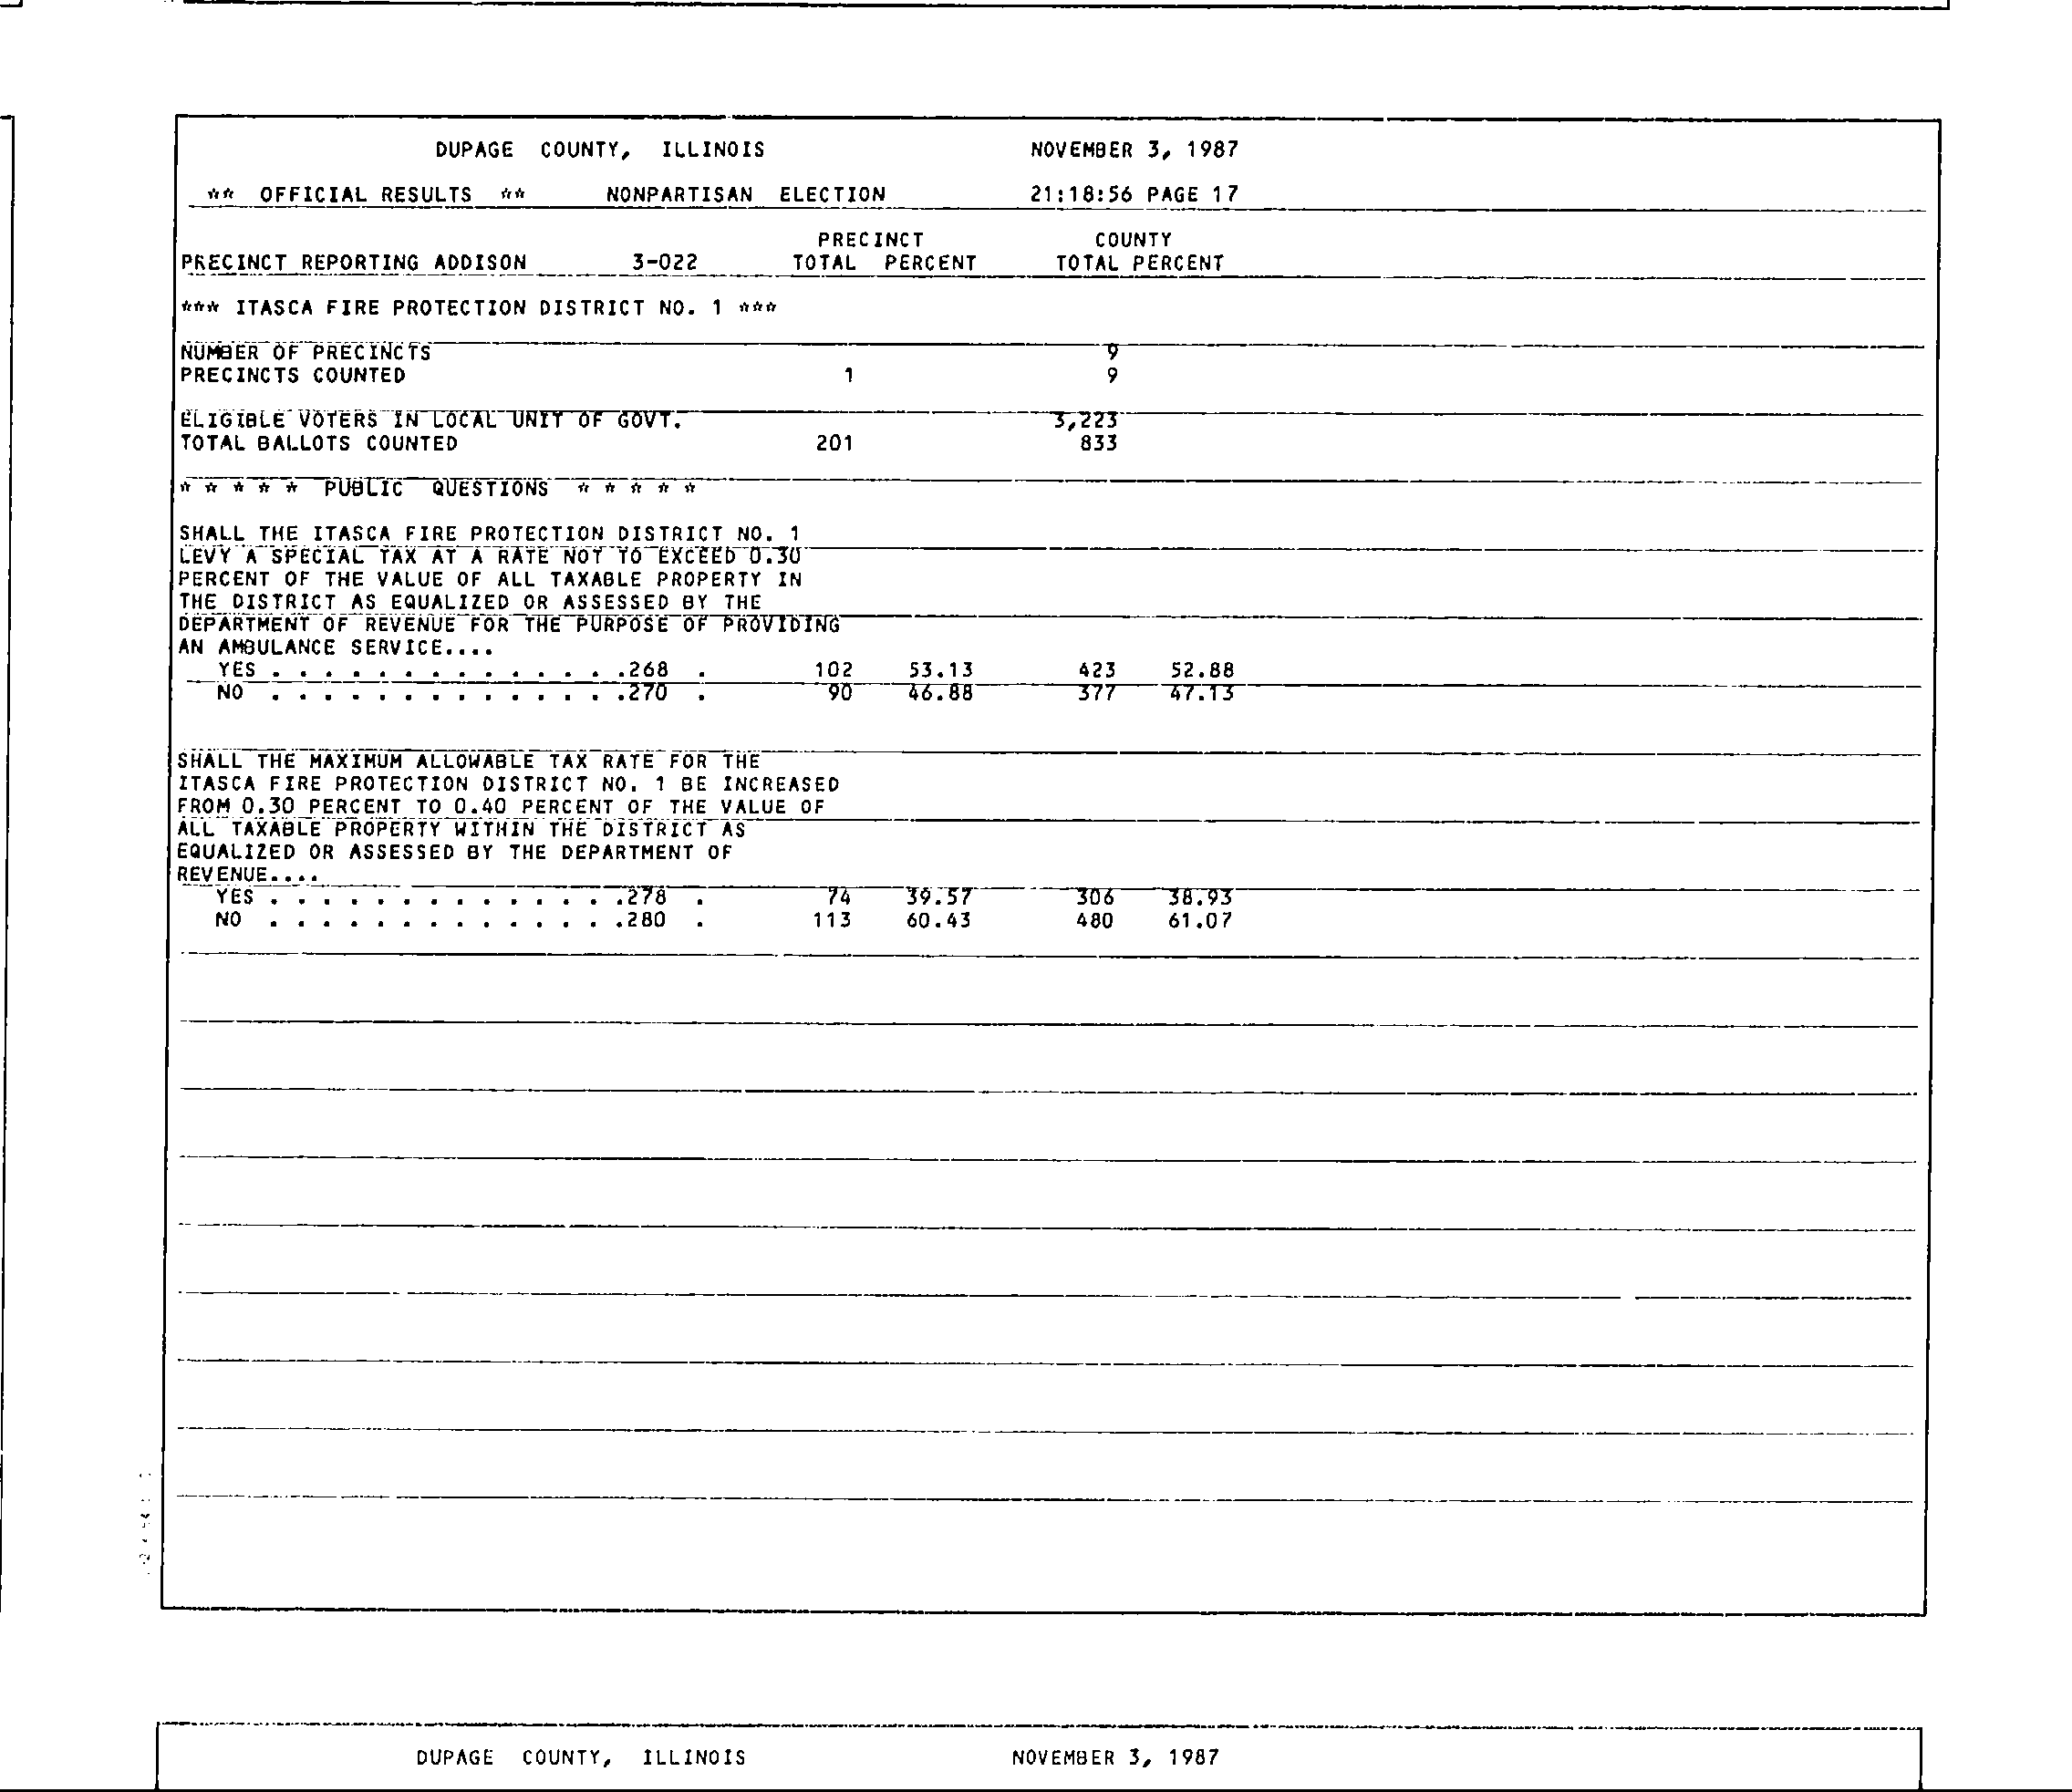 DUPAGE COUNTY, ILLINOIS NOVEMBER 3, 1987
** OFFICIAL RESULTS ** NONPARTISAN ELECTION 21:18:56 PAGE 17
PRECINCT COUNTY
PRECINCT REPORTING ADDISON 3-022 TOTAL PERCENT TOTAL PERCENT
*** ITASCA FIRE PROTECTION DISTRICT NO. 1 ***
NUMBER OF PRECINCTS 9
PRECINCTS COUNTED 1 9
ELIGIBLE VOTERS IN LOCAL UNIT OF GOVT. 3,223
TOTAL BALLOTS COUNTED 201 833
* * * * * PUBLIC QUESTIONS * * * * *
SHALL THE ITASCA FIRE PROTECTION DISTRICT NO. 1
LEVY A SPECIAL TAX AT A RATE NOT TO EXCEED 0.30
PERCENT OF THE VALUE OF ALL TAXABLE PROPERTY IN
THE DISTRICT AS EQUALIZED OR ASSESSED BY THE
DEPARTMENT OF REVENUE FOR THE PURPOSE OF PROVIDING
AN AMBULANCE SERVICE....
YES . . . . . . . . . . . . . .268 . 102 53.13 423 52.88
NO . . . . . . . . . . . . . .270 . 90 46.88 377 47.13
SHALL THE MAXIMUM ALLOWABLE TAX RATE FOR THE
ITASCA FIRE PROTECTION DISTRICT NO. 1 BE INCREASED
FROM 0.30 PERCENT TO 0.40 PERCENT OF THE VALUE OF
ALL TAXABLE PROPERTY WITHIN THE DISTRICT AS
EQUALIZED OR ASSESSED BY THE DEPARTMENT OF
REVENUE....
YES . . . . . . . . . . . . . .278 . 74 39.57 306 38.93
NO . . . . . . . . . . . . . .280 . 113 60.43 480 61.07
DUPAGE COUNTY, ILLINOIS NOVEMBER 3, 1987